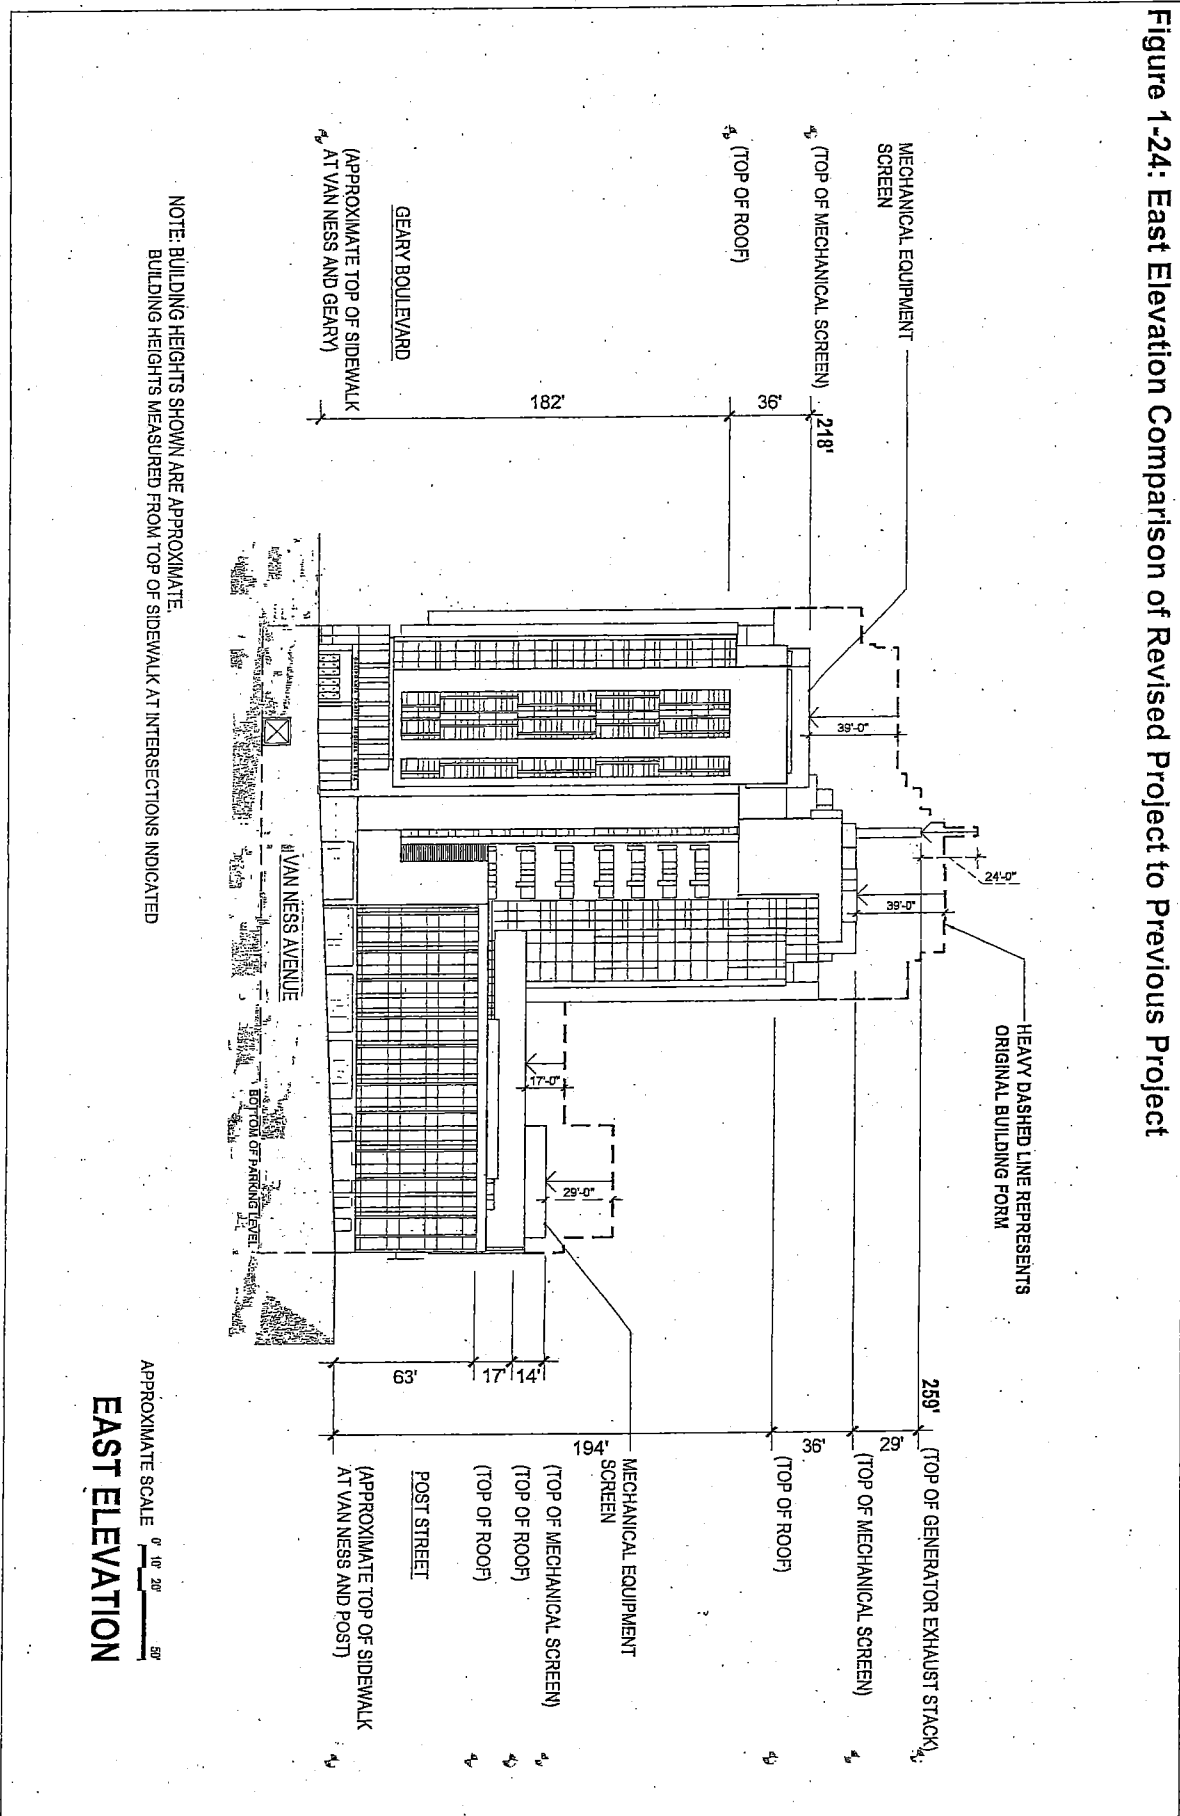 Figure 1-24: East Elevation Comparison of Revised Project to Previous Project
HEAVY DASHED LINE REPRESENTS
ORIGINAL BUILDING FORM
MECHANICAL EQUIPMENT
SCREEN
(TOP OF MECHANICAL SCREEN)
(TOP OF ROOF)
GEARY BOULEVARD
(APPROXIMATE TOP OF SIDEWALK
AT VAN NESS AND GEARY)
218'
36'
182'
39'-0"
24'-0"
39'-0"
17'-0"
29'-0"
VAN NESS AVENUE
BOTTOM OF PARKING LEVEL
259'
29'
36'
194'
14'
17'
63'
(TOP OF GENERATOR EXHAUST STACK)
(TOP OF MECHANICAL SCREEN)
(TOP OF ROOF)
MECHANICAL EQUIPMENT
SCREEN
(TOP OF MECHANICAL SCREEN)
(TOP OF ROOF)
(TOP OF ROOF)
POST STREET
(APPROXIMATE TOP OF SIDEWALK
AT VAN NESS AND POST)
NOTE: BUILDING HEIGHTS SHOWN ARE APPROXIMATE.
BUILDING HEIGHTS MEASURED FROM TOP OF SIDEWALK AT INTERSECTIONS INDICATED
APPROXIMATE SCALE
0' 10' 20' 50'
EAST ELEVATION